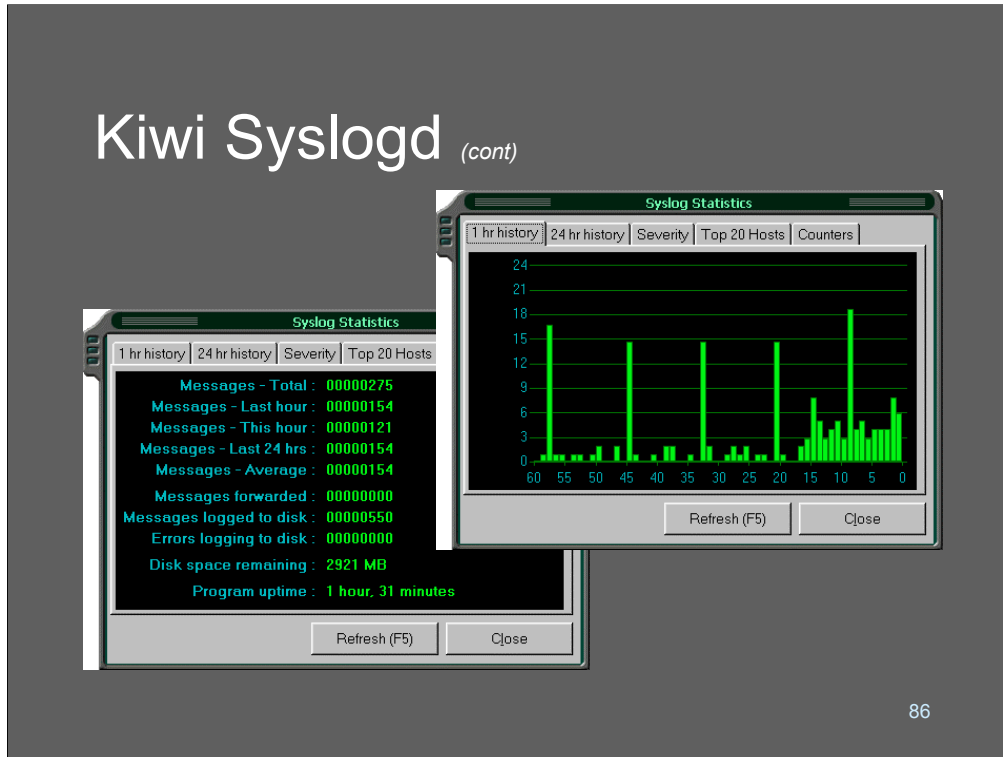 Kiwi Syslogd (cont)
Syslog Statistics
1 hr history 24 hr history Severity Top 20 Hosts Counters
24
21
18
15
12
9
6
3
0
60 55 50 45 40 35 30 25 20 15 10 5 0
Refresh (F5) Close
Syslog Statistics
1 hr history 24 hr history Severity Top 20 Hosts
Messages - Total : 00000275
Messages - Last hour : 00000154
Messages - This hour : 00000121
Messages - Last 24 hrs : 00000154
Messages - Average : 00000154
Messages forwarded : 00000000
Messages logged to disk : 00000550
Errors logging to disk : 00000000
Disk space remaining : 2921 MB
Program uptime : 1 hour, 31 minutes
Refresh (F5) Close
86